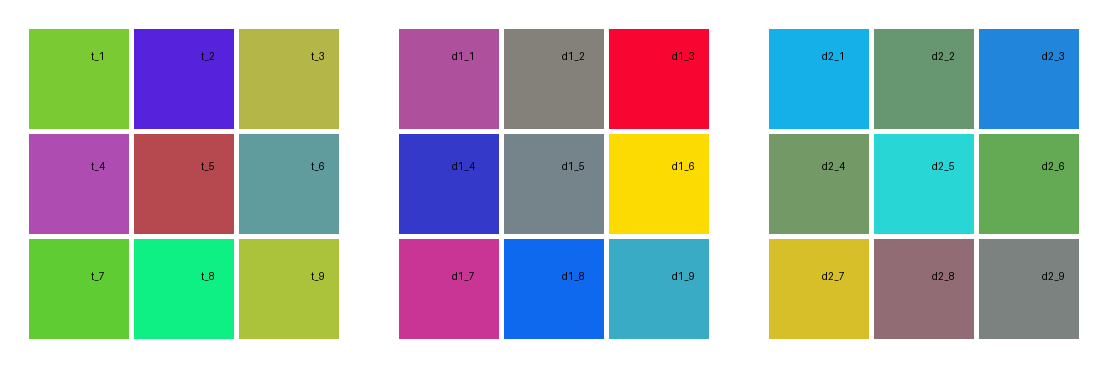 t_1 t_2 t_3 d1_1 d1_2 d1_3 d2_1 d2_2 d2_3
t_4 t_5 t_6 d1_4 d1_5 d1_6 d2_4 d2_5 d2_6
t_7 t_8 t_9 d1_7 d1_8 d1_9 d2_7 d2_8 d2_9